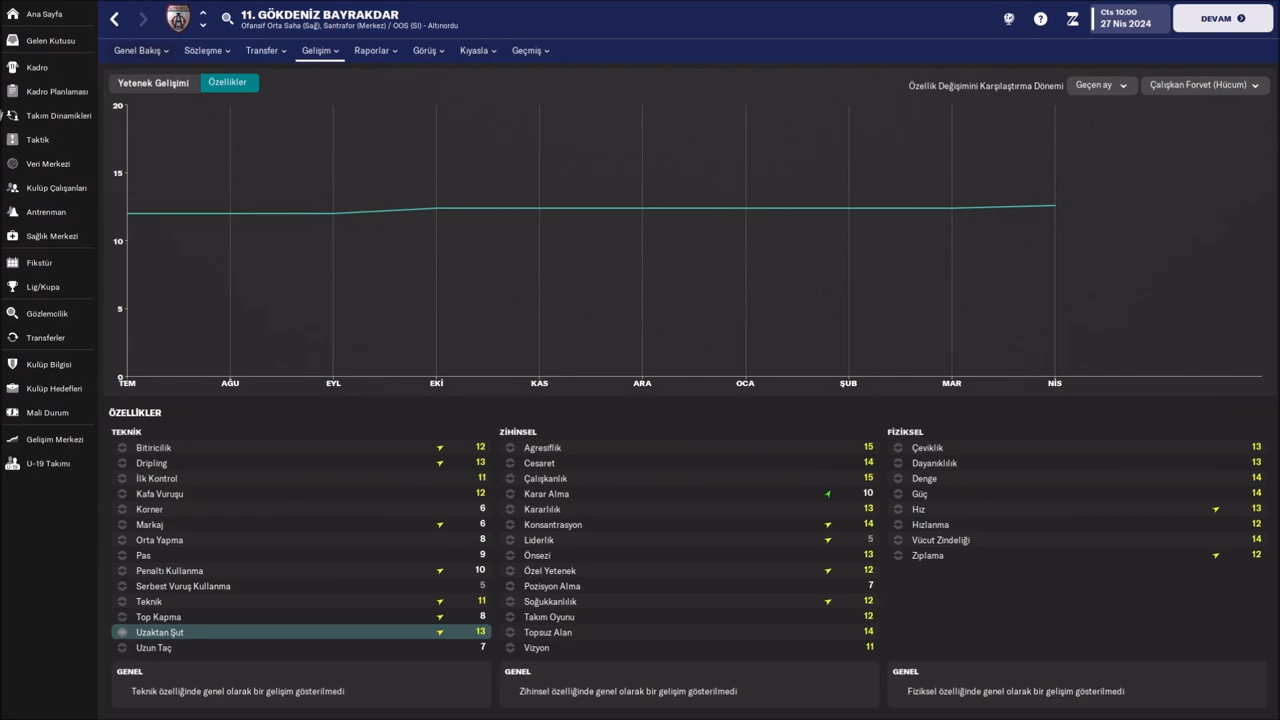 Ana Sayfa
Gelen Kutusu
Kadro
Kadro Planlaması
Takım Dinamikleri
Taktik
Veri Merkezi
Kulüp Çalışanları
Antrenman
Sağlık Merkezi
Fikstür
Lig/Kupa
Gözlemcilik
Transferler
Kulüp Bilgisi
Kulüp Hedefleri
Mali Durum
Gelişim Merkezi
U-19 Takımı
11. GÖKDENİZ BAYRAKDAR
Ofansif Orta Saha (Sağ), Santrafor (Merkez) / OOS (Sl) - Altınordu
Cts 10:00
27 Nis 2024
DEVAM
Genel Bakış
Sözleşme
Transfer
Gelişim
Raporlar
Görüş
Kıyasla
Geçmiş
Yetenek Gelişimi
Özellikler
Özellik Değişimini Karşılaştırma Dönemi
Geçen ay
Çalışkan Forvet (Hücum)
20
15
10
5
0
TEM AĞU EYL EKİ KAS ARA OCA ŞUB MAR NİS
ÖZELLİKLER
TEKNİK
Bitiricilik 12
Dripling 13
İlk Kontrol 11
Kafa Vuruşu 12
Korner 6
Markaj 6
Orta Yapma 8
Pas 9
Penaltı Kullanma 10
Serbest Vuruş Kullanma 5
Teknik 11
Top Kapma 8
Uzaktan Şut 13
Uzun Taç 7
GENEL
Teknik özelliğinde genel olarak bir gelişim gösterilmedi
ZİHİNSEL
Agresiflik 15
Cesaret 14
Çalışkanlık 15
Karar Alma 10
Kararlılık 13
Konsantrasyon 14
Liderlik 5
Önsezi 13
Özel Yetenek 12
Pozisyon Alma 7
Soğukkanlılık 12
Takım Oyunu 12
Topsuz Alan 14
Vizyon 11
GENEL
Zihinsel özelliğinde genel olarak bir gelişim gösterilmedi
FİZİKSEL
Çeviklik 13
Dayanıklılık 13
Denge 14
Güç 14
Hız 13
Hızlanma 12
Vücut Zindeliği 14
Zıplama 12
GENEL
Fiziksel özelliğinde genel olarak bir gelişim gösterilmedi